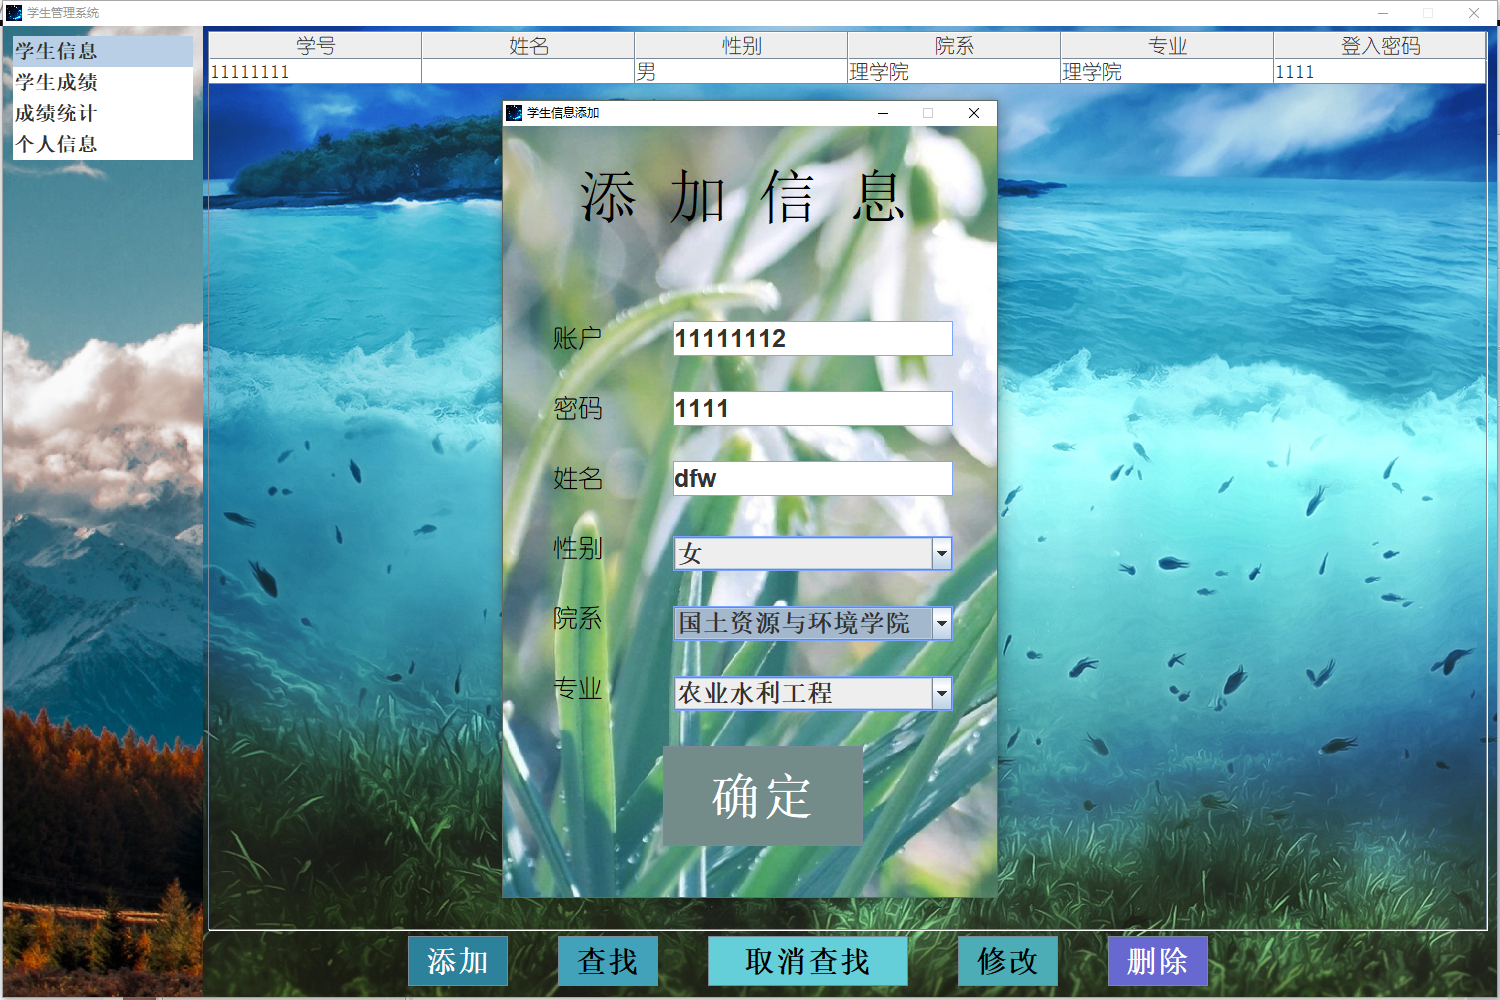 学生管理系统
学生信息
学生成绩
成绩统计
个人信息
学号 姓名 性别 院系 专业 登入密码
11111111 男 理学院 理学院 1111
学生信息添加
添加信息
账户 11111112
密码 1111
姓名 dfw
性别 女
院系 国土资源与环境学院
专业 农业水利工程
确定
添加 查找 取消查找 修改 删除